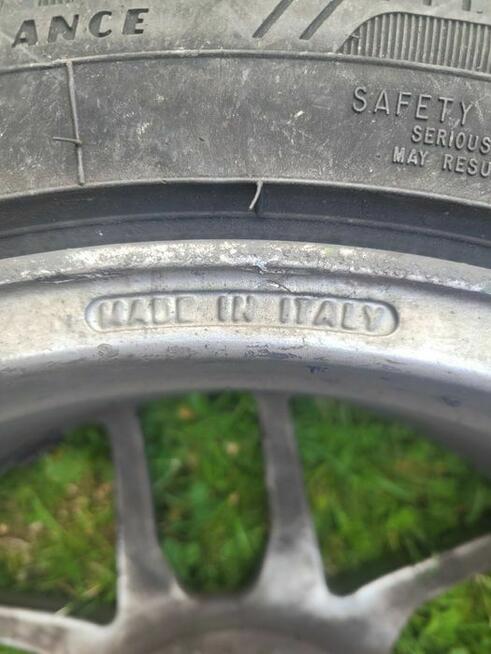 ANCE
SAFETY
SERIOUS
MAY RESU
MADE IN ITALY